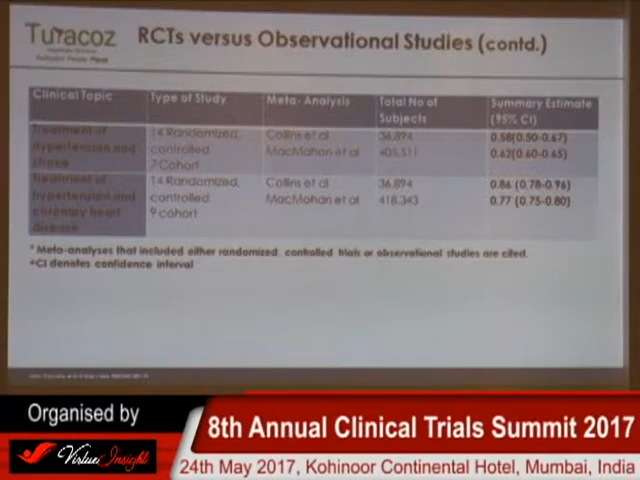 Turacoz
RCTs versus Observational Studies (contd.)
Clinical Topic
Type of Study
Meta- Analysis
Total No of
Subjects
Summary Estimate
(95% CI)
Treatment of
hypertension and
stroke
14 Randomized,
controlled
7 Cohort
Collins et al
MacMahan et al
36,894
405,511
0.58(0.50-0.67)
0.62(0.60-0.65)
Treatment of
hypertension and
coronary heart
disease
14 Randomized,
controlled
9 cohort
Collins et al
MacMahan et al
36,894
418,343
0.86 (0.78-0.96)
0.77 (0.75-0.80)
* Meta-analyses that included either randomized controlled trials or observational studies are cited.
+CI denotes confidence interval
Organised by
Virtue Insight
8th Annual Clinical Trials Summit 2017
24th May 2017, Kohinoor Continental Hotel, Mumbai, India